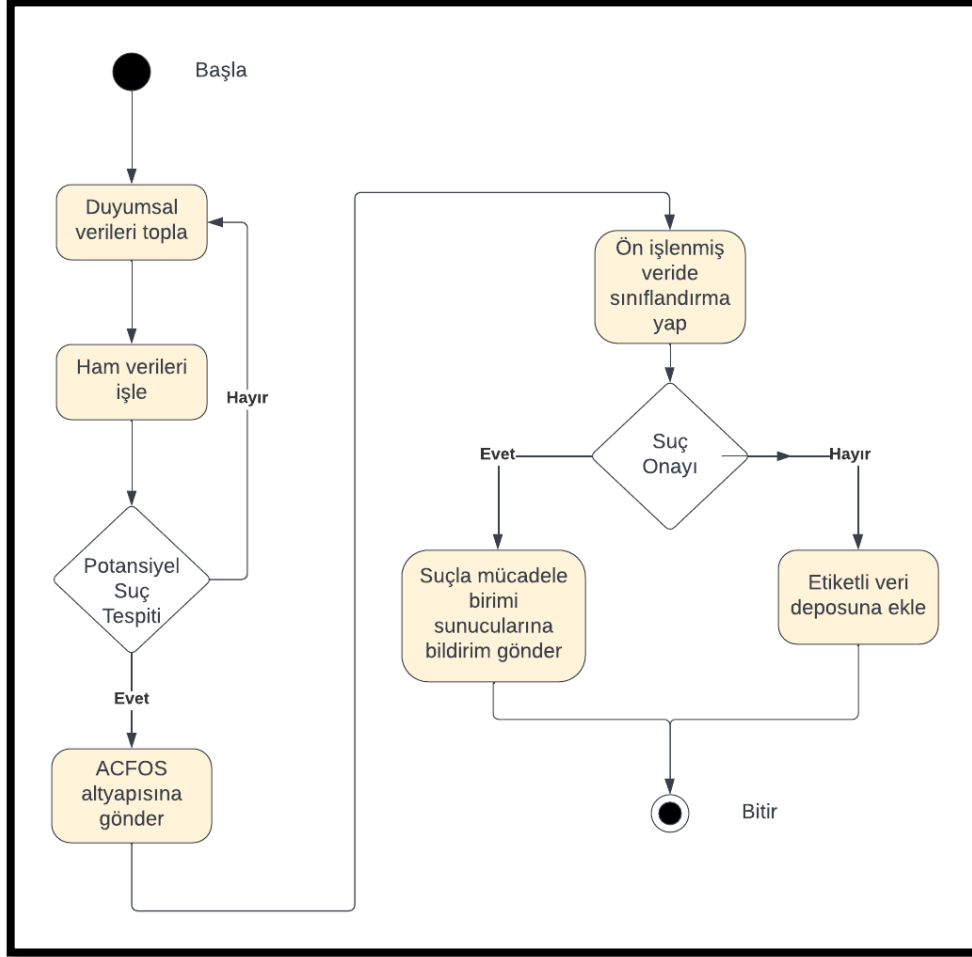 Başla
Duyumsal
verileri topla
Ham verileri
işle
Hayır
Potansiyel
Suç
Tespiti
Evet
ACFOS
altyapısına
gönder
Ön işlenmiş
veride
sınıflandırma
yap
Suç
Onayı
Evet
Hayır
Suçla mücadele
birimi
sunucularına
bildirim gönder
Etiketli veri
deposuna ekle
Bitir